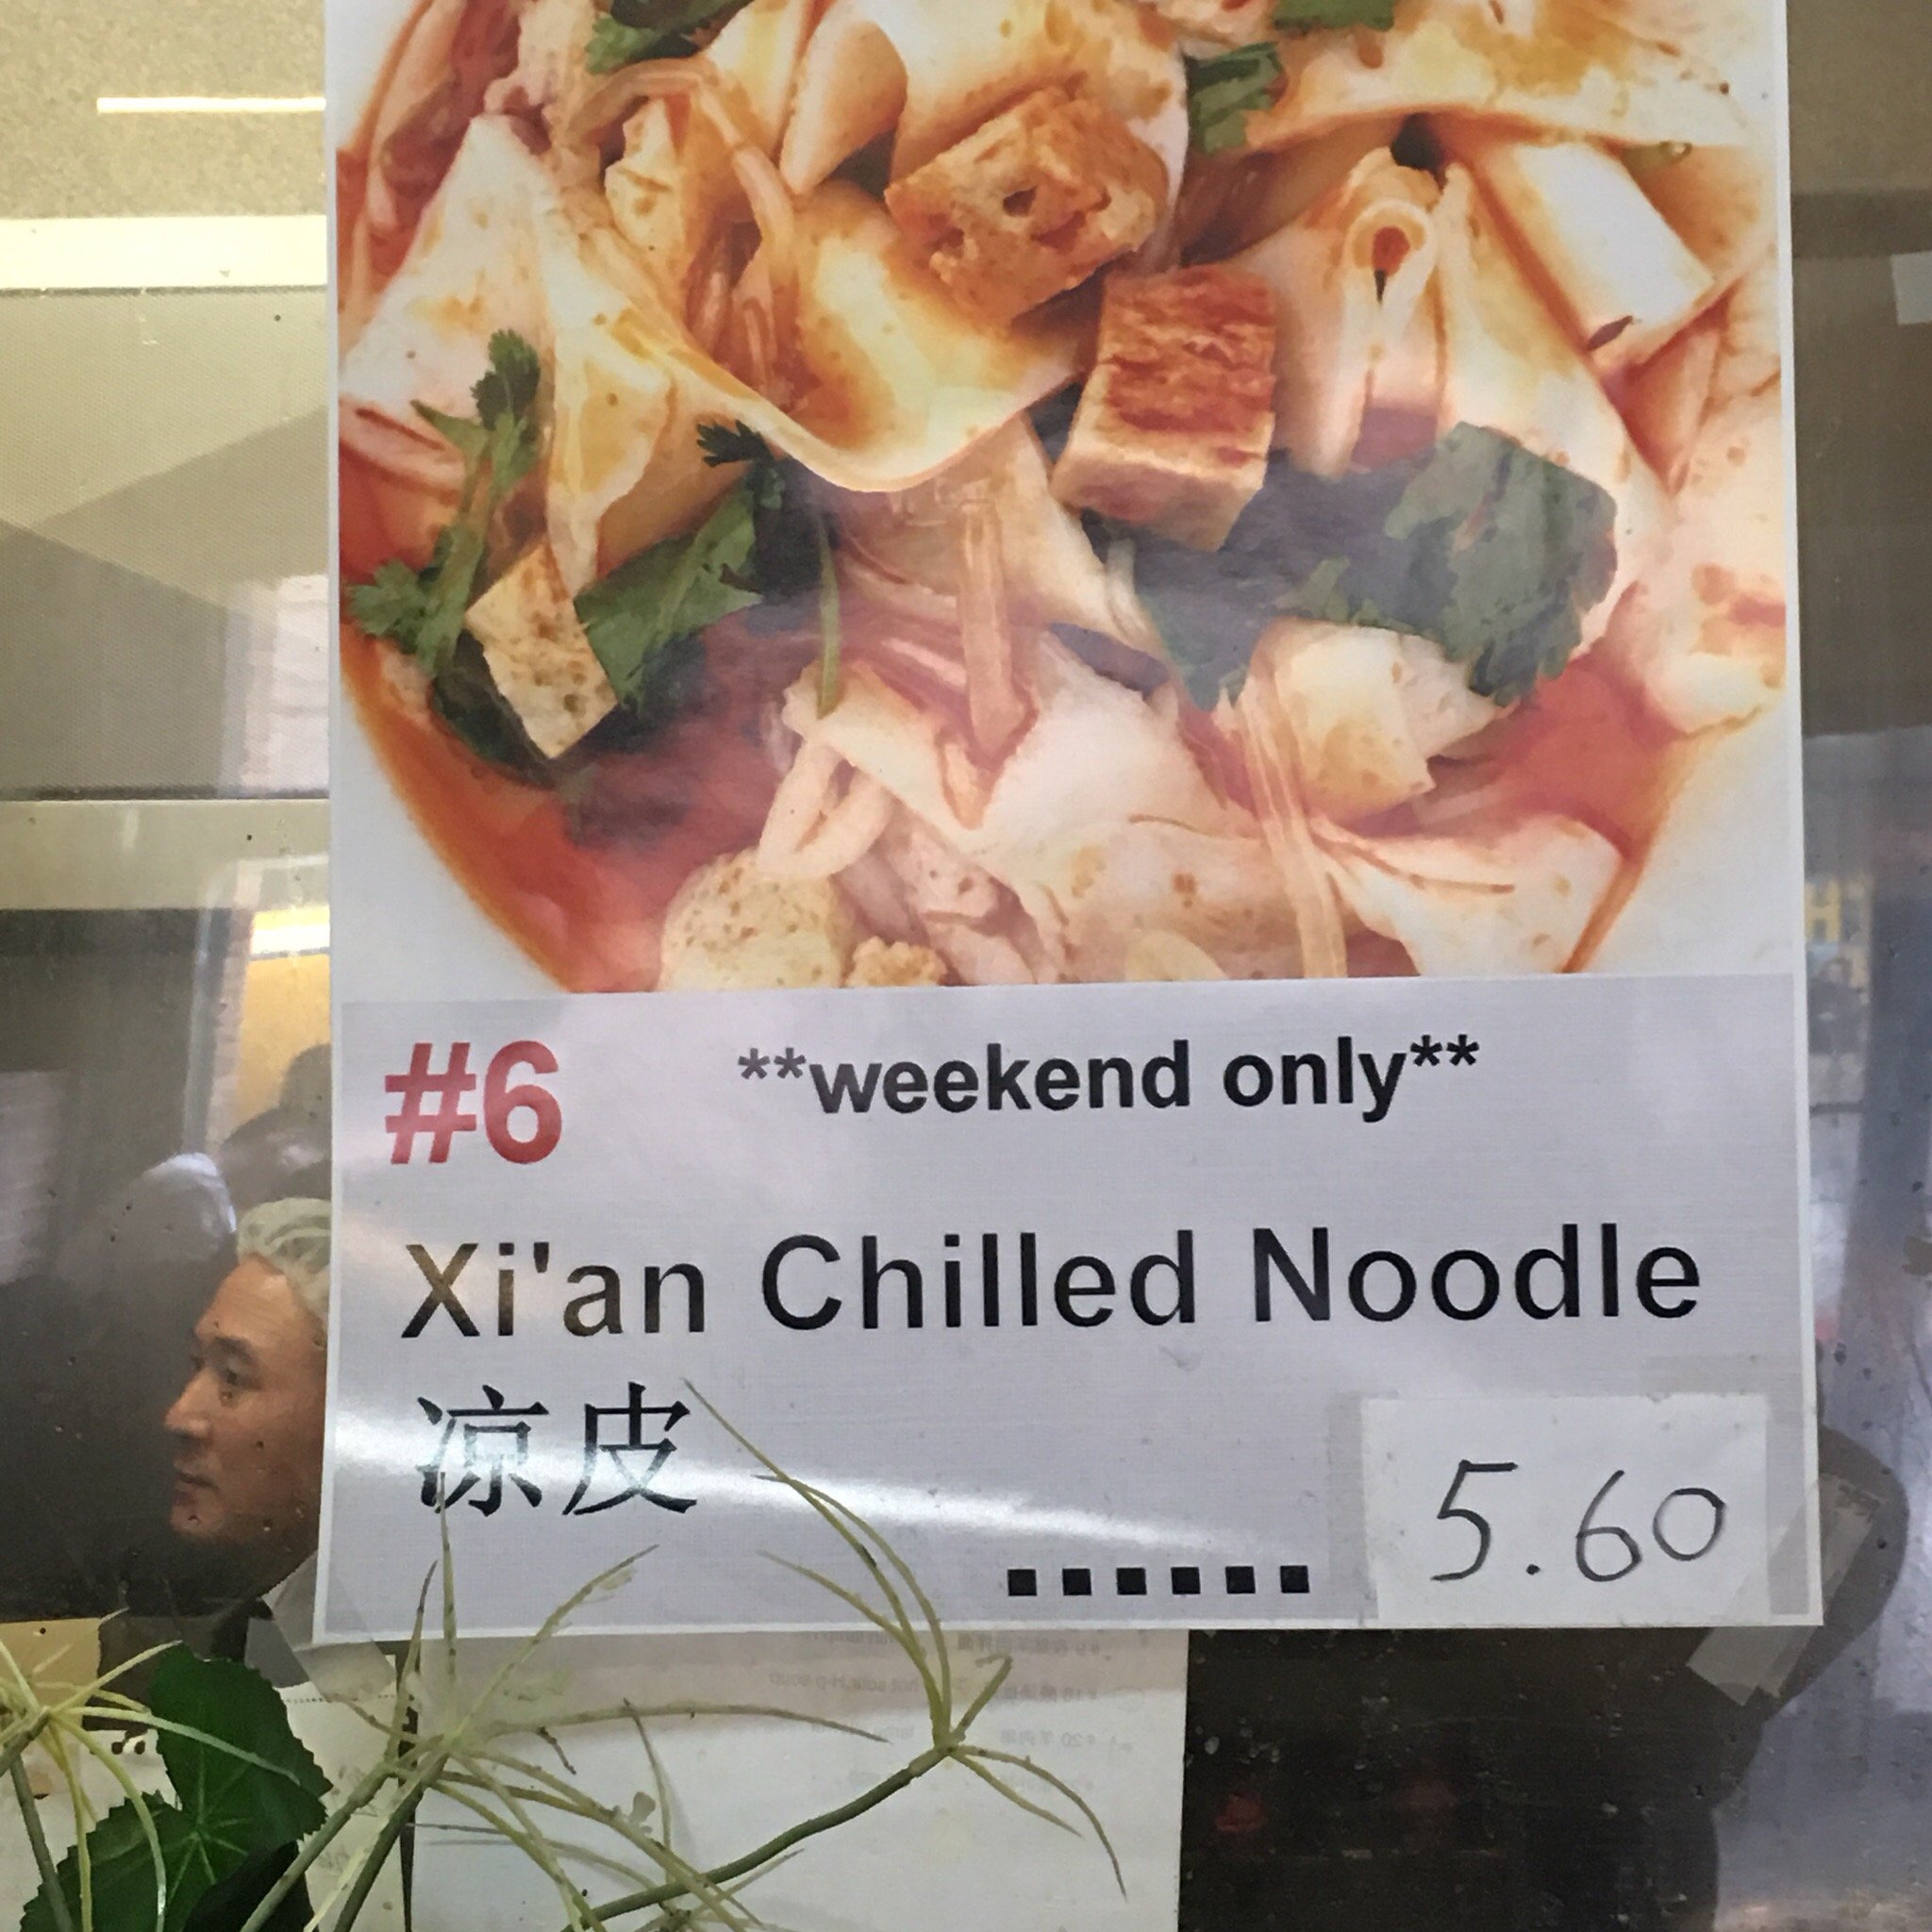 #6 **weekend only**
Xi'an Chilled Noodle
凉皮
...... 5.60